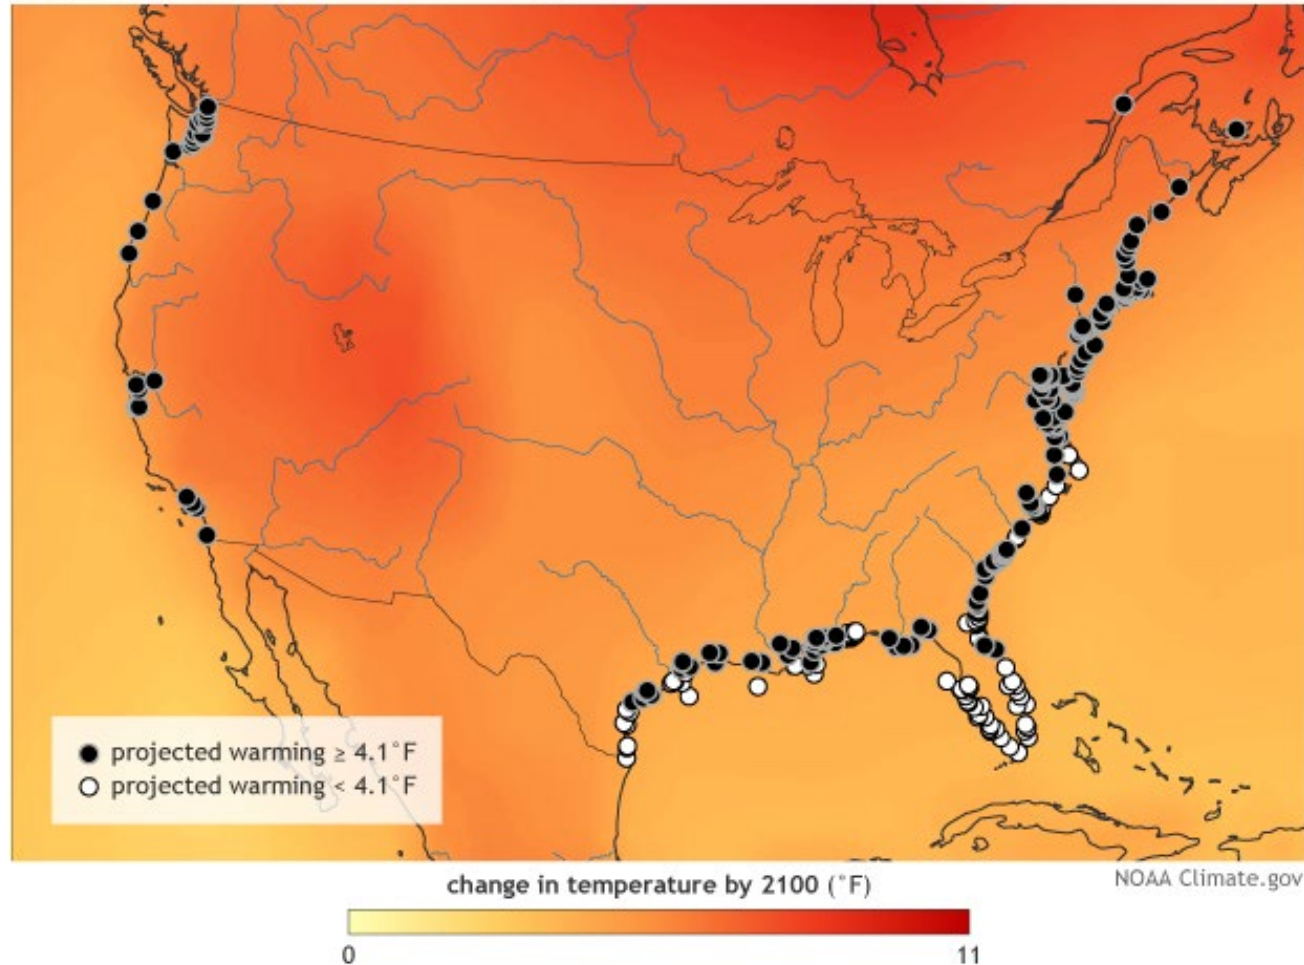 projected warming ≥ 4.1°F
projected warming < 4.1°F
change in temperature by 2100 (°F)
NOAA Climate.gov
0 11